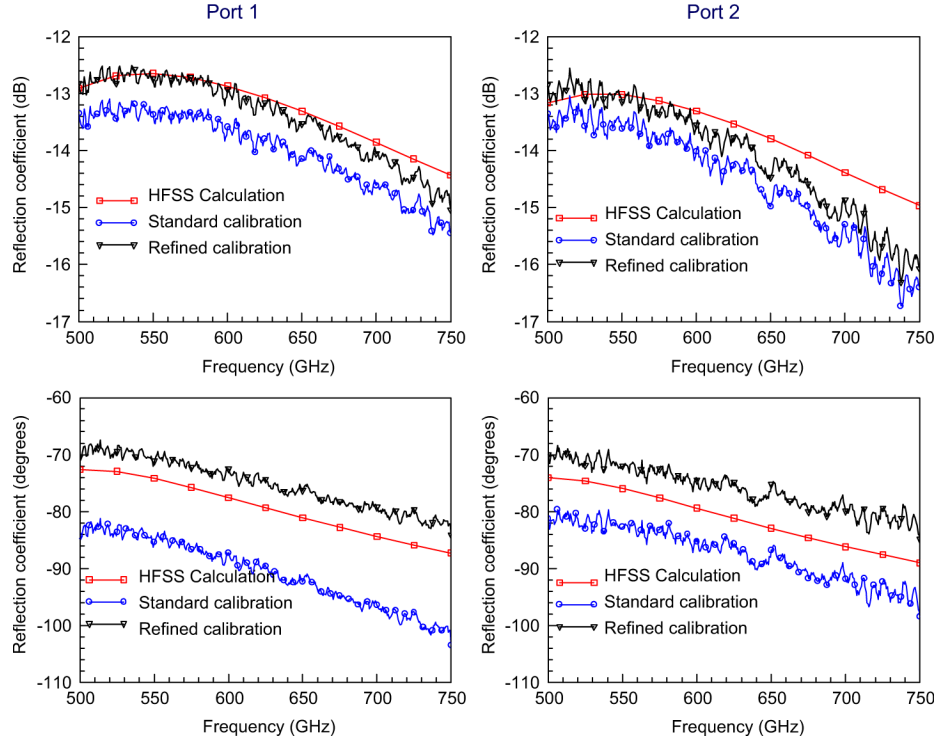 Port 1
Port 2
Reflection coefficient (dB)
-12
-13
-14
-15
-16
-17
HFSS Calculation
Standard calibration
Refined calibration
500 550 600 650 700 750
Frequency (GHz)
Reflection coefficient (dB)
-12
-13
-14
-15
-16
-17
HFSS Calculation
Standard calibration
Refined calibration
500 550 600 650 700 750
Frequency (GHz)
Reflection coefficient (degrees)
-60
-70
-80
-90
-100
-110
HFSS Calculation
Standard calibration
Refined calibration
500 550 600 650 700 750
Frequency (GHz)
Reflection coefficient (degrees)
-60
-70
-80
-90
-100
-110
HFSS Calculation
Standard calibration
Refined calibration
500 550 600 650 700 750
Frequency (GHz)